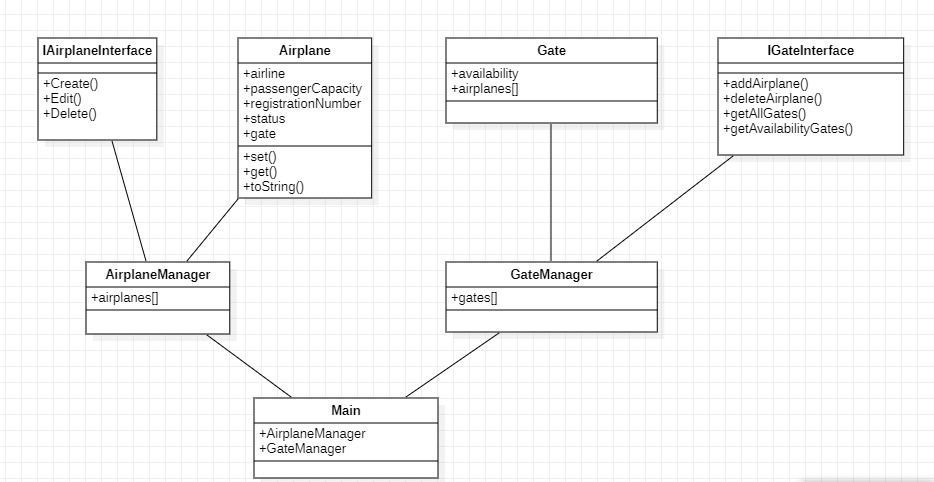 IAirplaneInterface
+Create()
+Edit()
+Delete()
Airplane
+airline
+passengerCapacity
+registrationNumber
+status
+gate
+set()
+get()
+toString()
Gate
+availability
+airplanes[]
IGateInterface
+addAirplane()
+deleteAirplane()
+getAllGates()
+getAvailabilityGates()
AirplaneManager
+airplanes[]
GateManager
+gates[]
Main
+AirplaneManager
+GateManager